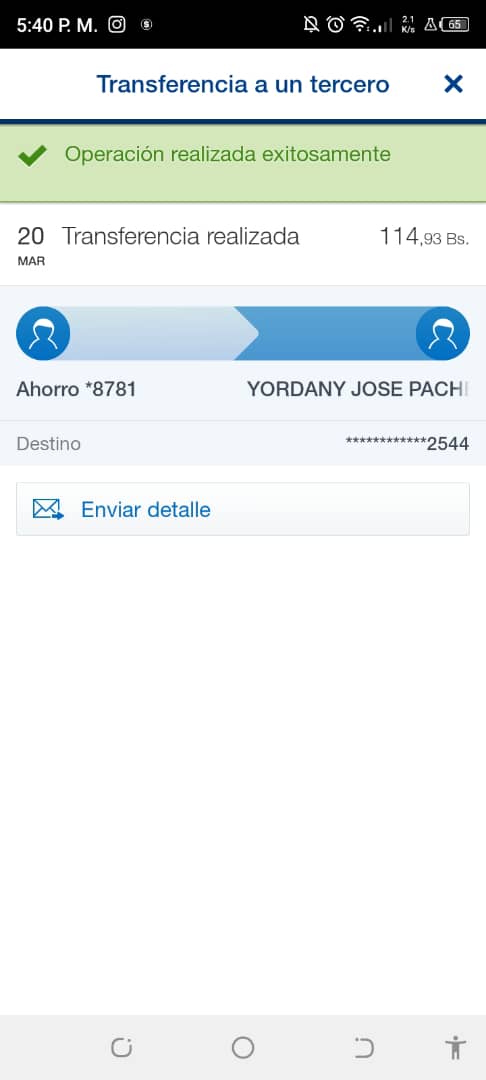 5:40 P. M.
2.1 K/s
65
Transferencia a un tercero
Operación realizada exitosamente
20 Transferencia realizada 114,93 Bs.
MAR
Ahorro *8781 YORDANY JOSE PACH
Destino ************2544
Enviar detalle